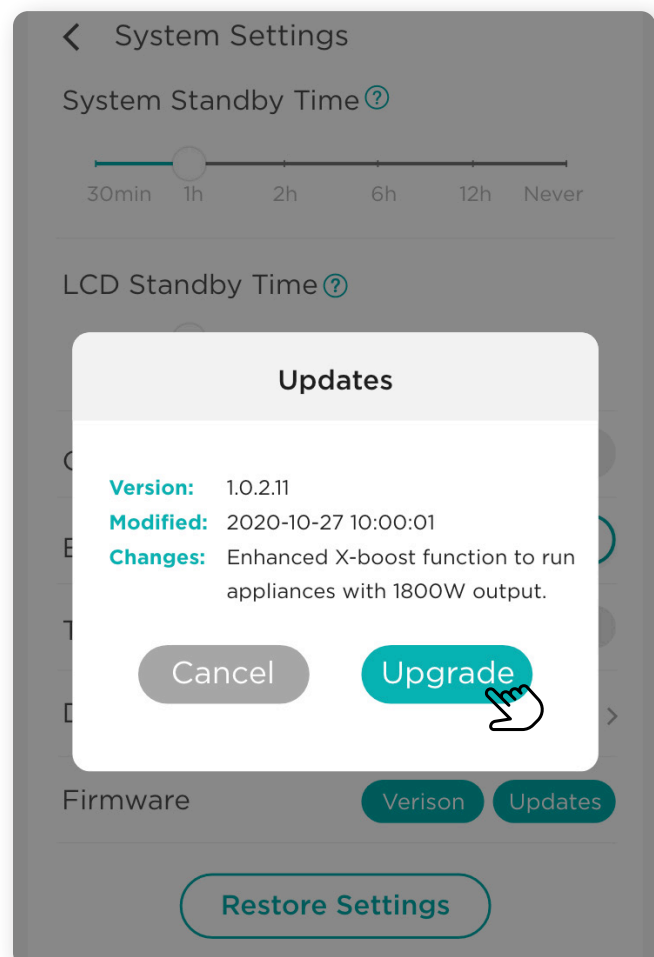 System Settings
System Standby Time ?
30min 1h 2h 6h 12h Never
LCD Standby Time ?
Updates
Version: 1.0.2.11
Modified: 2020-10-27 10:00:01
Changes: Enhanced X-boost function to run
appliances with 1800W output.
Cancel Upgrade
Firmware Verison Updates
Restore Settings